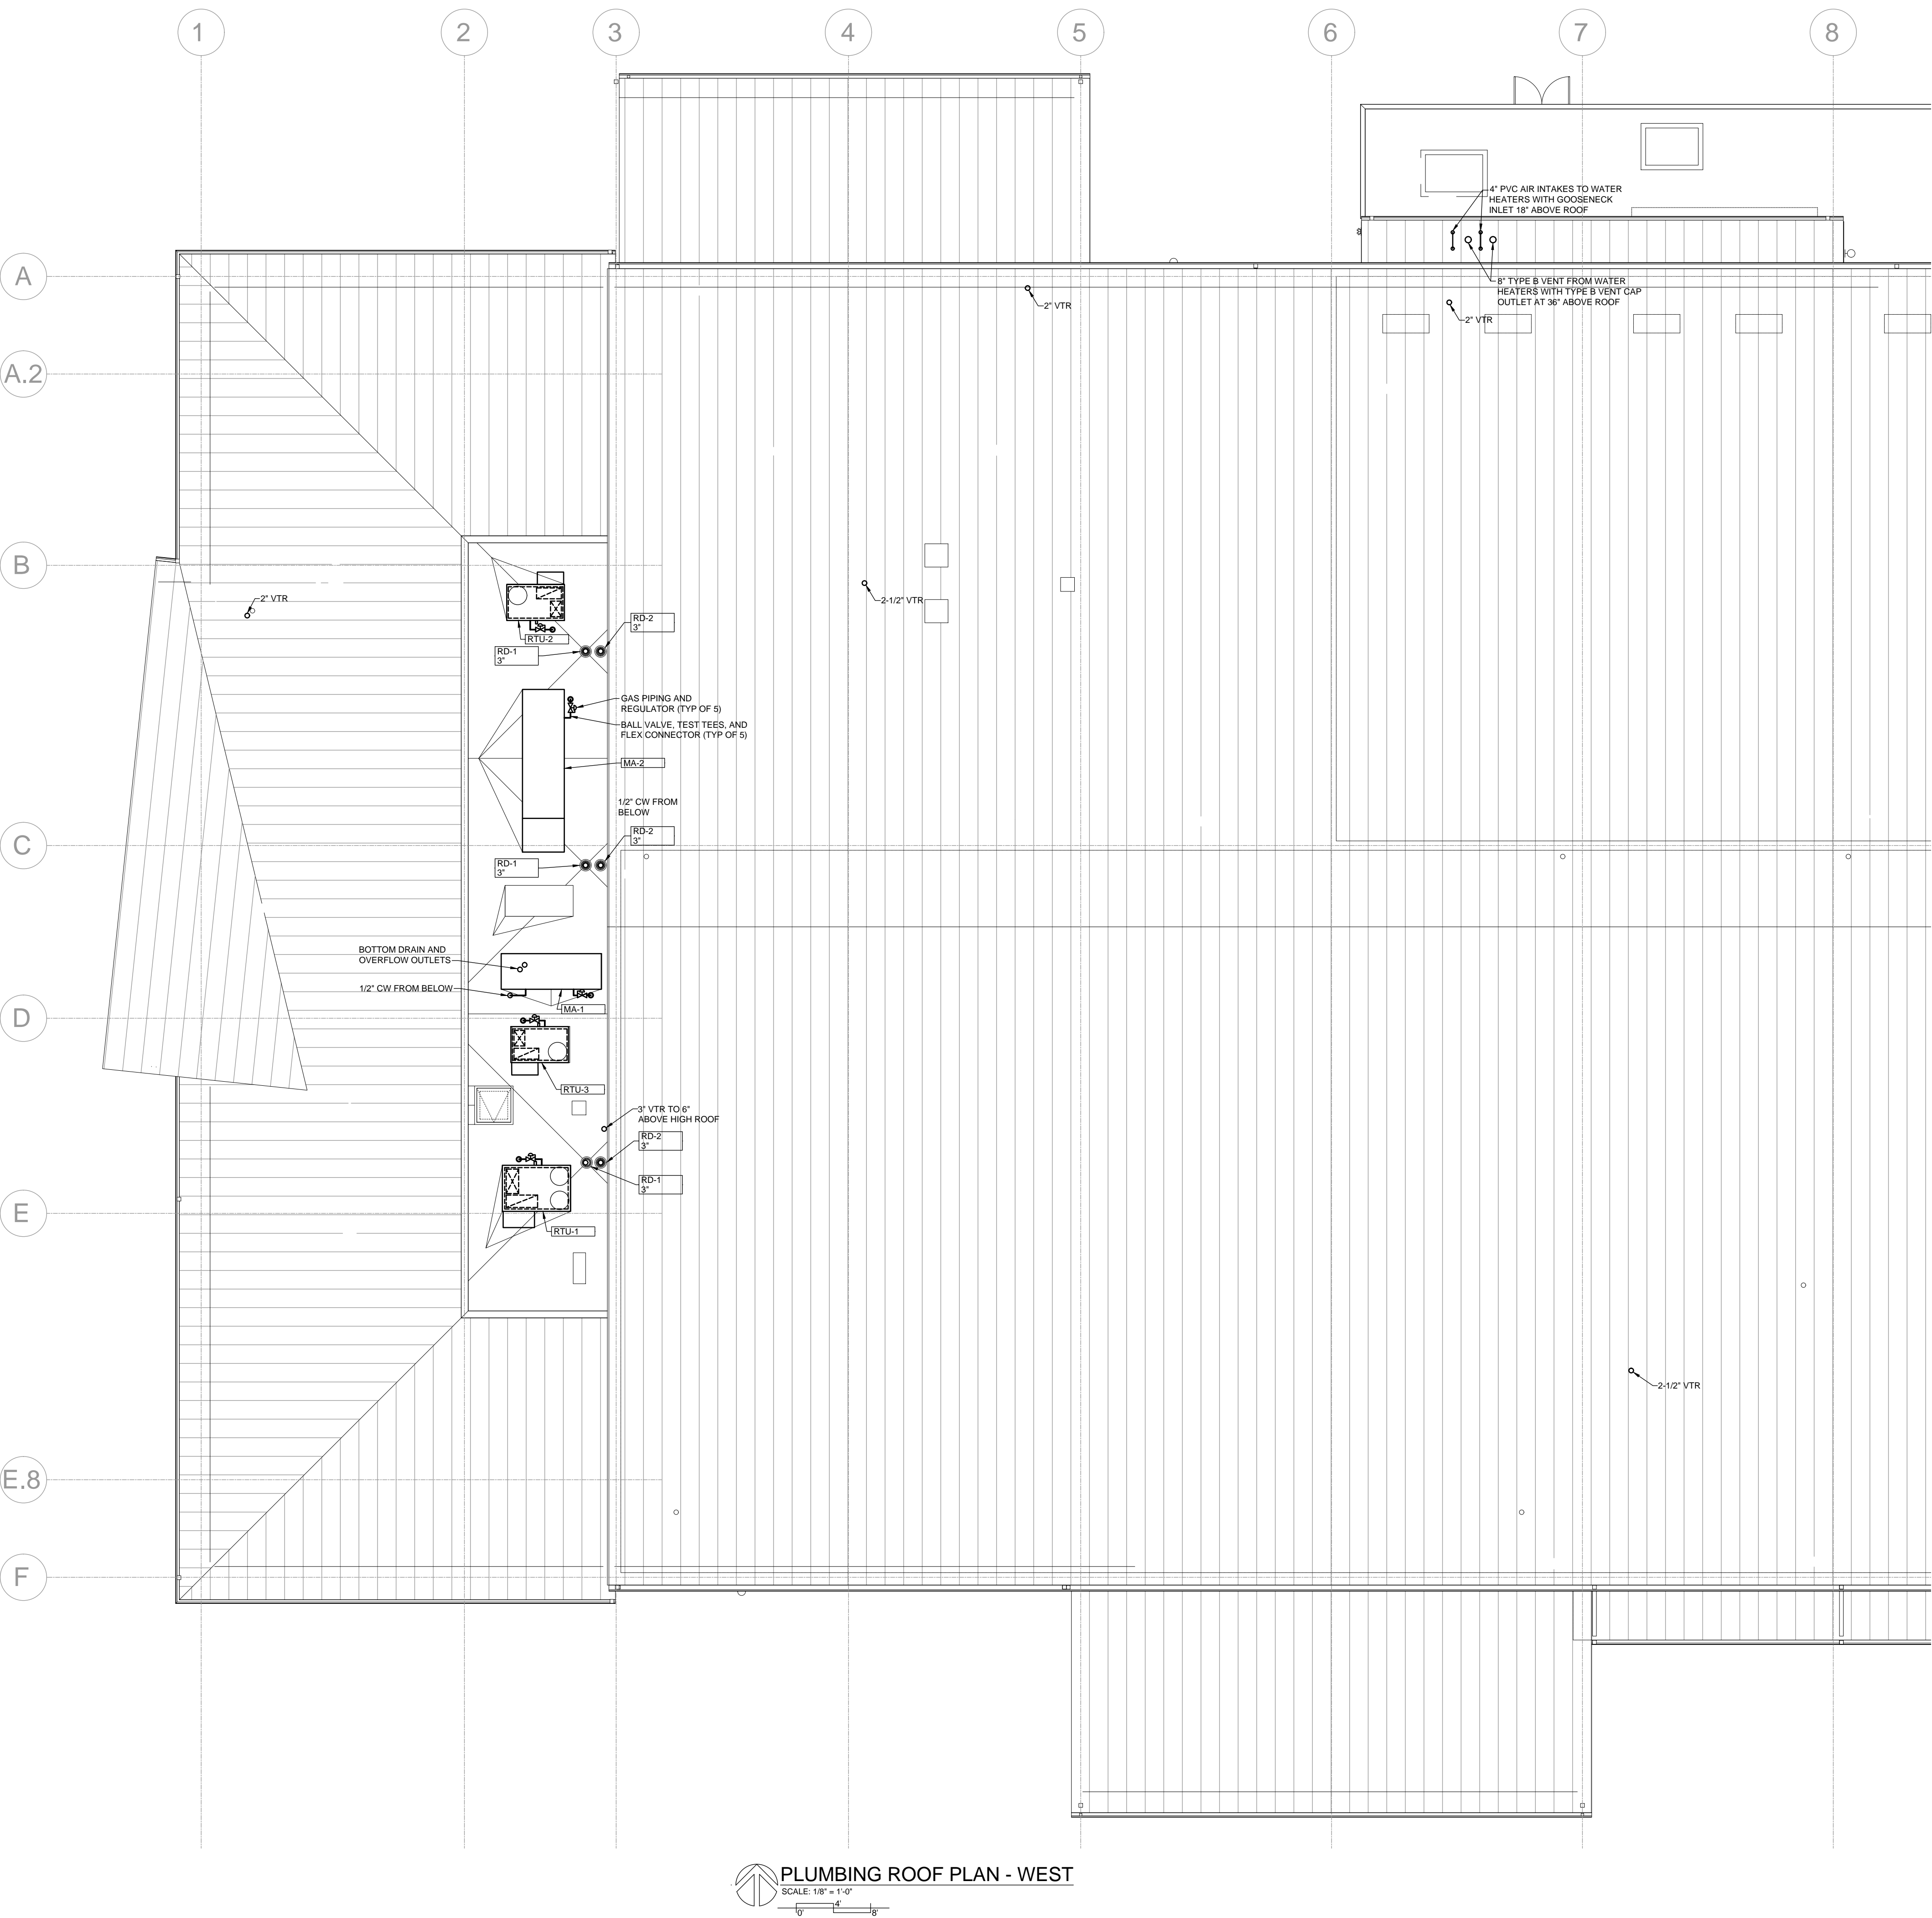 1
2
3
4
5
6
7
8
4" PVC AIR INTAKES TO WATER
HEATERS WITH GOOSENECK
INLET 18" ABOVE ROOF
8
A
8" TYPE B VENT FROM WATER
HEATERS WITH TYPE B VENT CAP
OUTLET AT 36" ABOVE ROOF
2" VTR
2" VTR
A.2
B
2" VTR
2-1/2" VTR
RD-2
3"
RTU-2
RD-1
3"
GAS PIPING AND
REGULATOR (TYP OF 5)
BALL VALVE, TEST TEES, AND
FLEX CONNECTOR (TYP OF 5)
MA-2
1/2" CW FROM
BELOW
RD-2
3"
C
RD-1
3"
BOTTOM DRAIN AND
OVERFLOW OUTLETS
1/2" CW FROM BELOW
MA-1
D
RTU-3
3" VTR TO 6"
ABOVE HIGH ROOF
RD-2
3"
RD-1
3"
E
RTU-1
2-1/2" VTR
E.8
F
PLUMBING ROOF PLAN - WEST
SCALE: 1/8" = 1'-0"
4'
0'
8'